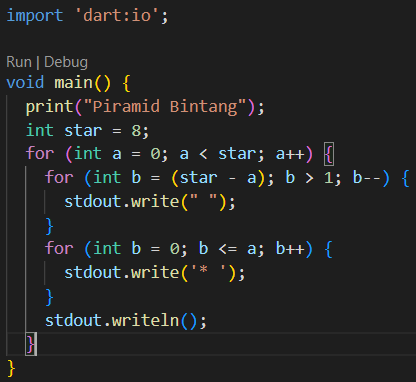 import 'dart:io';
Run | Debug
void main() {
  print("Piramid Bintang");
  int star = 8;
  for (int a = 0; a < star; a++) {
    for (int b = (star - a); b > 1; b--) {
      stdout.write(" ");
    }
    for (int b = 0; b <= a; b++) {
      stdout.write('* ');
    }
    stdout.writeln();
  }
}